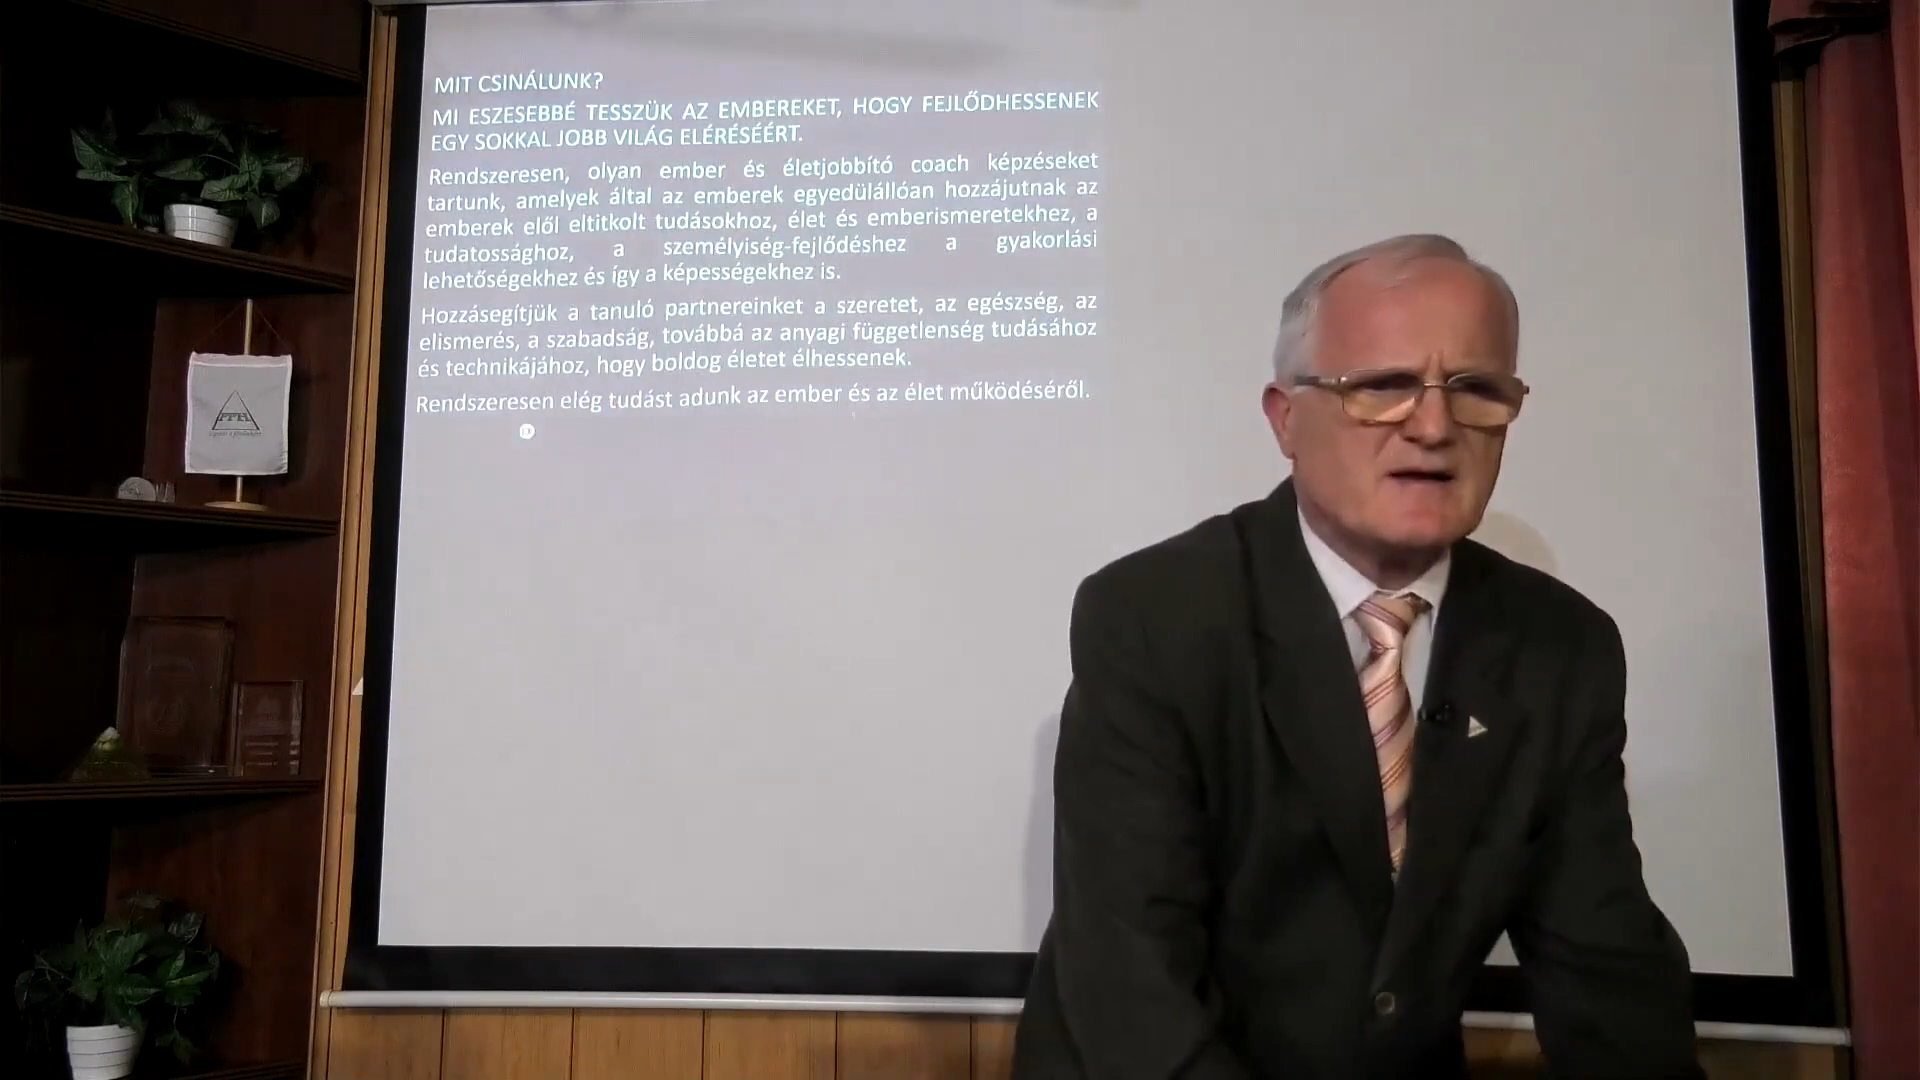 MIT CSINÁLUNK?
MI ESZESEBBÉ TESSZÜK AZ EMBEREKET, HOGY FEJLŐDHESSENEK
EGY SOKKAL JOBB VILÁG ELÉRÉSÉÉRT.
Rendszeresen, olyan ember és életjobbító coach képzéseket
tartunk, amelyek által az emberek egyedülállóan hozzájutnak az
emberek elől eltitkolt tudásokhoz, élet és emberismeretekhez, a
tudatossághoz, a személyiség-fejlődéshez a gyakorlási
lehetőségekhez és így a képességekhez is.
Hozzásegítjük a tanuló partnereinket a szeretet, az egészség, az
elismerés, a szabadság, továbbá az anyagi függetlenség tudásához
és technikájához, hogy boldog életet élhessenek.
Rendszeresen elég tudást adunk az ember és az élet működéséről.